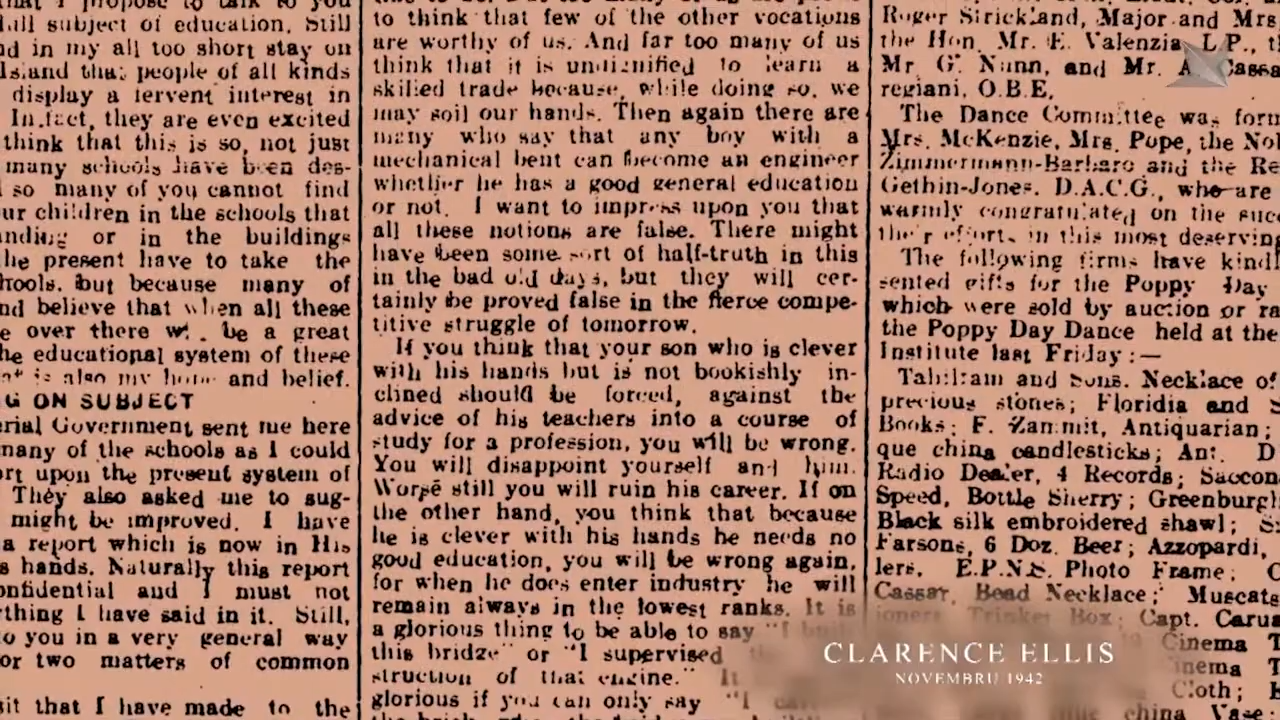 that I propose to talk to you
full subject of education. Still
nd in my all too short stay on
Island that people of all kinds
display a fervent interest in
In fact, they are even excited
think that this is so, not just
many schools have been des-
so many of you cannot find
ur children in the schools that
anding or in the buildings
he present have to take the
hools. but because many of
nd believe that when all these
e over there be a great
he educational system of these
is also my hope and belief.
G ON SUBJECT
erial Government sent me here
many of the schools as I could
ort upon the present system of
They also asked me to sug-
might be improved. I have
a report which is now in His
s hands. Naturally this report
onfidential and I must not
rthing I have said in it. Still,
o you in a very general way
or two matters of common
sit that I have made to the
to think that few of the other vocations
are worthy of us. And far too many of us
think that it is undignified to learn a
skilled trade because, while doing so, we
may soil our hands. Then again there are
many who say that any boy with a
mechanical bent can become an engineer
whether he has a good general education
or not. I want to impress upon you that
all these notions are false. There might
have been some sort of half-truth in this
in the bad old days, but they will cer-
tainly be proved false in the fierce compe-
titive struggle of tomorrow.
If you think that your son who is clever
with his hands but is not bookishly in-
clined should be forced, against the
advice of his teachers into a course of
study for a profession, you will be wrong.
You will disappoint yourself and him.
Worse still you will ruin his career. If on
the other hand, you think that because
he is clever with his hands he needs no
good education, you will be wrong again,
for when he does enter industry he will
remain always in the lowest ranks. It is
a glorious thing to be able to say "I built
this bridge" or "I supervised
struction of that engine." It
glorious if you can only say "I
Roger Strickland, Major and Mrs
the Hon. Mr. E. Valenzia L.P., th
Mr. G. Nunn, and Mr. A. Cassa
regiani, O.B.E.
The Dance Committee was form
Mrs. McKenzie, Mrs. Pope, the Nob
Zimmermann-Barbaro and the Re
Gethin-Jones. D.A.C.G., who are
warmly congratulated on the succ
their efforts in this most deserving
The following firms have kindl
sented gifts for the Poppy Day
which were sold by auction or ra
the Poppy Day Dance held at the
Institute last Friday :—
Tahilram and Sons. Necklace of
precious stones; Floridia and S
Books; F. Zammit, Antiquarian;
que china candlesticks; Ant. D
Radio Dealer, 4 Records; Saccon
Speed, Bottle Sherry; Greenburgh
Black silk embroidered shawl; S
Farsons, 6 Doz. Beer; Azzopardi,
lers, E.P.N.S. Photo Frame; C
Cassar, Bead Necklace; Muscats
ioners Trinket Box; Capt. Carua
Cinema T
inema T
Cloth; H
china Vase;
CLARENCE ELLIS
NOVEMBRU 1942